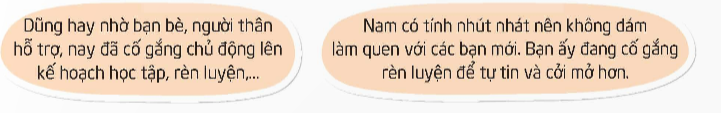 Dũng hay nhờ bạn bè, người thân
hỗ trợ, nay đã cố gắng chủ động lên
kế hoạch học tập, rèn luyện,...
Nam có tính nhút nhát nên không dám
làm quen với các bạn mới. Bạn ấy đang cố gắng
rèn luyện để tự tin và cởi mở hơn.